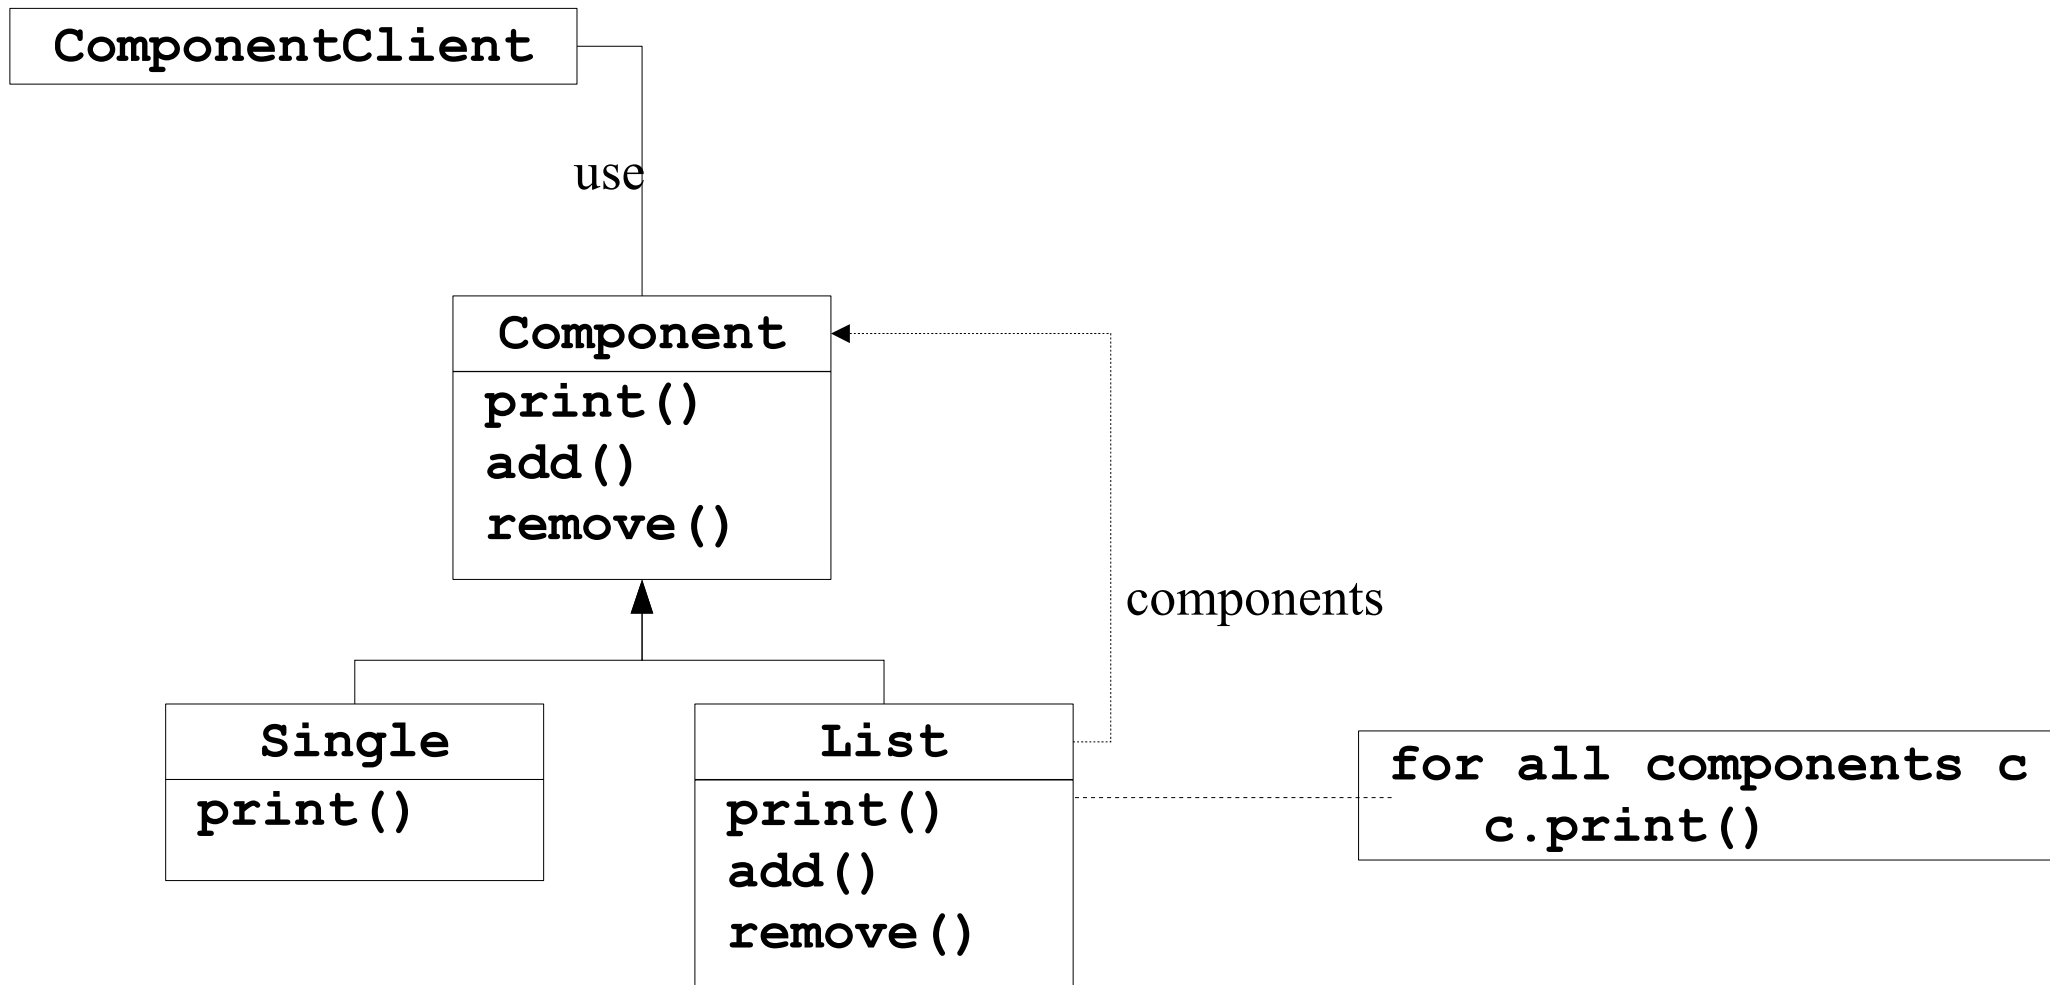 ComponentClient
use
Component
print()
add()
remove()
components
Single
print()
List
print()
add()
remove()
for all components c
c.print()